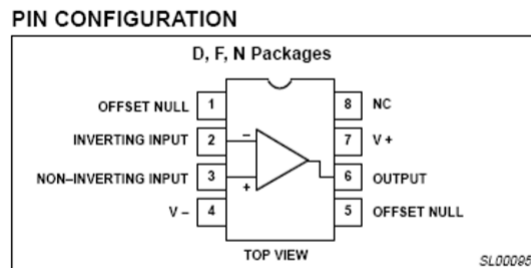 PIN CONFIGURATION
D, F, N Packages
OFFSET NULL 1 8 NC
INVERTING INPUT 2 − 7 V +
NON–INVERTING INPUT 3 + 6 OUTPUT
V – 4 5 OFFSET NULL
TOP VIEW
SL00095